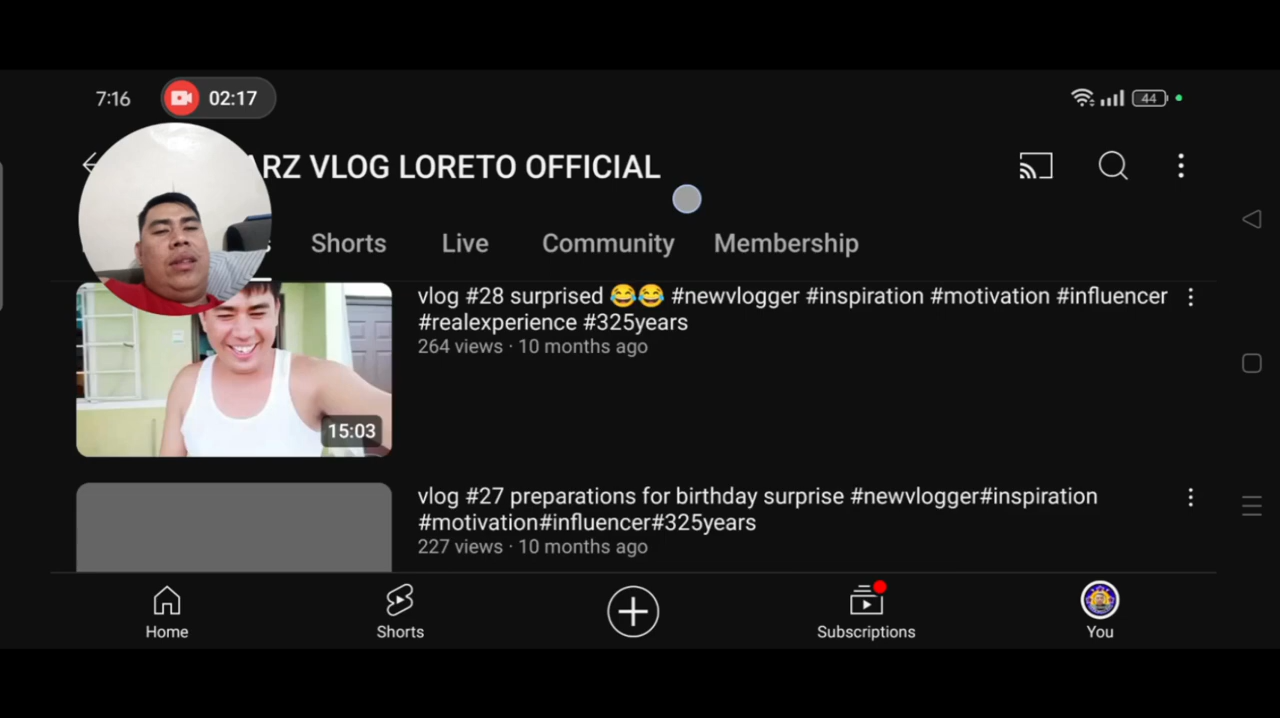 7:16
02:17
44
ARZ VLOG LORETO OFFICIAL
Shorts
Live
Community
Membership
vlog #28 surprised 😂😂 #newvlogger #inspiration #motivation #influencer
#realexperience #325years
264 views · 10 months ago
15:03
vlog #27 preparations for birthday surprise #newvlogger#inspiration
#motivation#influencer#325years
227 views · 10 months ago
Home
Shorts
Subscriptions
You